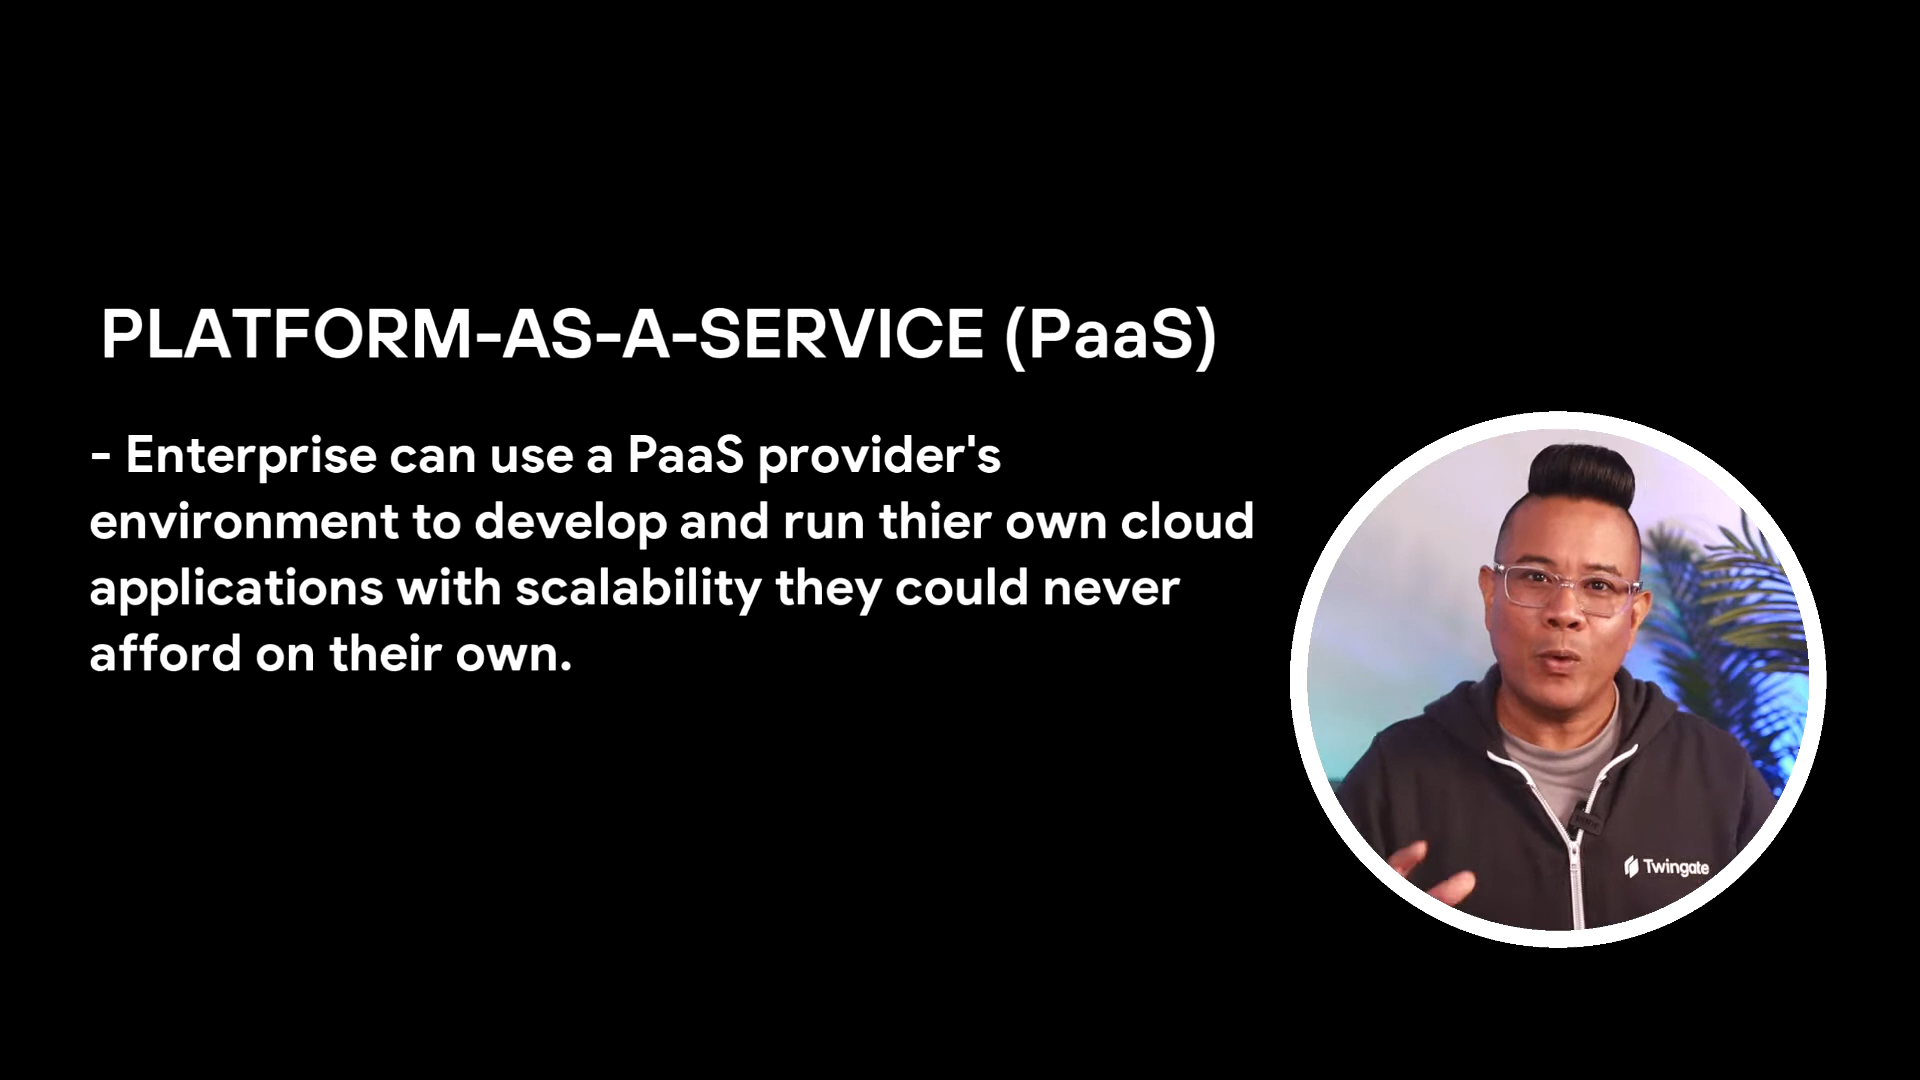 PLATFORM-AS-A-SERVICE (PaaS)
- Enterprise can use a PaaS provider's
environment to develop and run thier own cloud
applications with scalability they could never
afford on their own.
Twingate